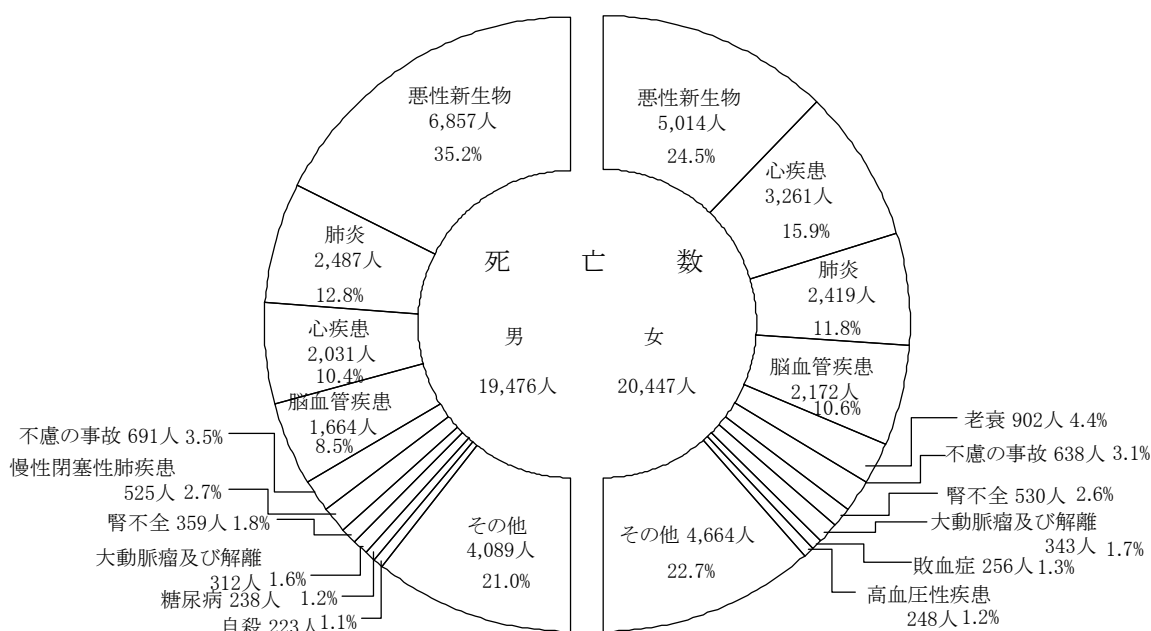 悪性新生物
6,857人
35.2%
肺炎
2,487人
12.8%
心疾患
2,031人
10.4%
脳血管疾患
1,664人
8.5%
不慮の事故 691人 3.5%
慢性閉塞性肺疾患
525人 2.7%
腎不全 359人 1.8%
大動脈瘤及び解離
312人 1.6%
糖尿病 238人 1.2%
自殺 223人 1.1%
その他
4,089人
21.0%
死亡数
男 女
19,476人 20,447人
悪性新生物
5,014人
24.5%
心疾患
3,261人
15.9%
肺炎
2,419人
11.8%
脳血管疾患
2,172人
10.6%
老衰 902人 4.4%
不慮の事故 638人 3.1%
腎不全 530人 2.6%
大動脈瘤及び解離
343人 1.7%
敗血症 256人 1.3%
高血圧性疾患
248人 1.2%
その他 4,664人
22.7%